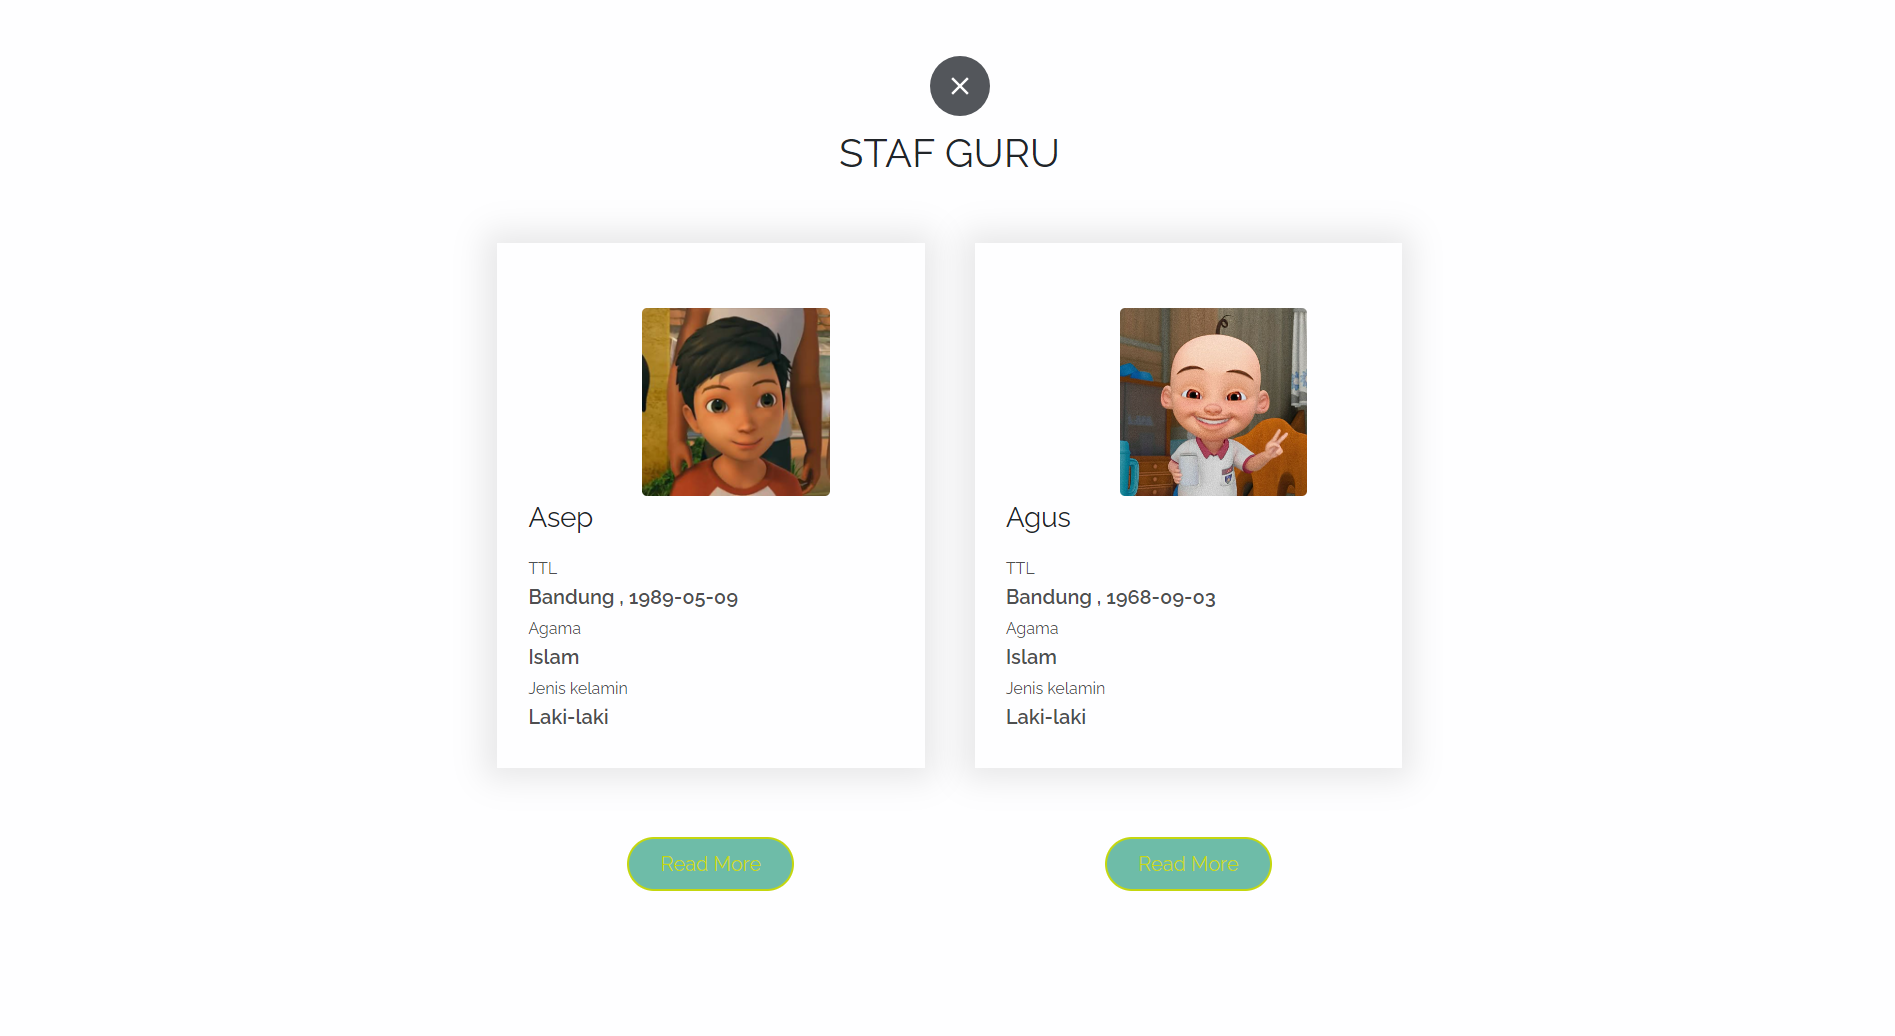 STAF GURU
Asep
TTL
Bandung , 1989-05-09
Agama
Islam
Jenis kelamin
Laki-laki
Read More
Agus
TTL
Bandung , 1968-09-03
Agama
Islam
Jenis kelamin
Laki-laki
Read More